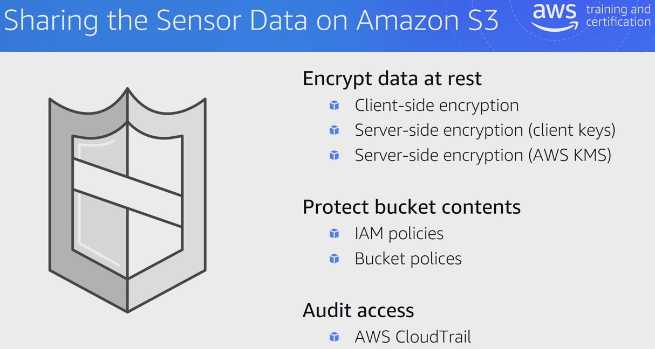 Sharing the Sensor Data on Amazon S3
aws training and
certification
Encrypt data at rest
Client-side encryption
Server-side encryption (client keys)
Server-side encryption (AWS KMS)
Protect bucket contents
IAM policies
Bucket polices
Audit access
AWS CloudTrail